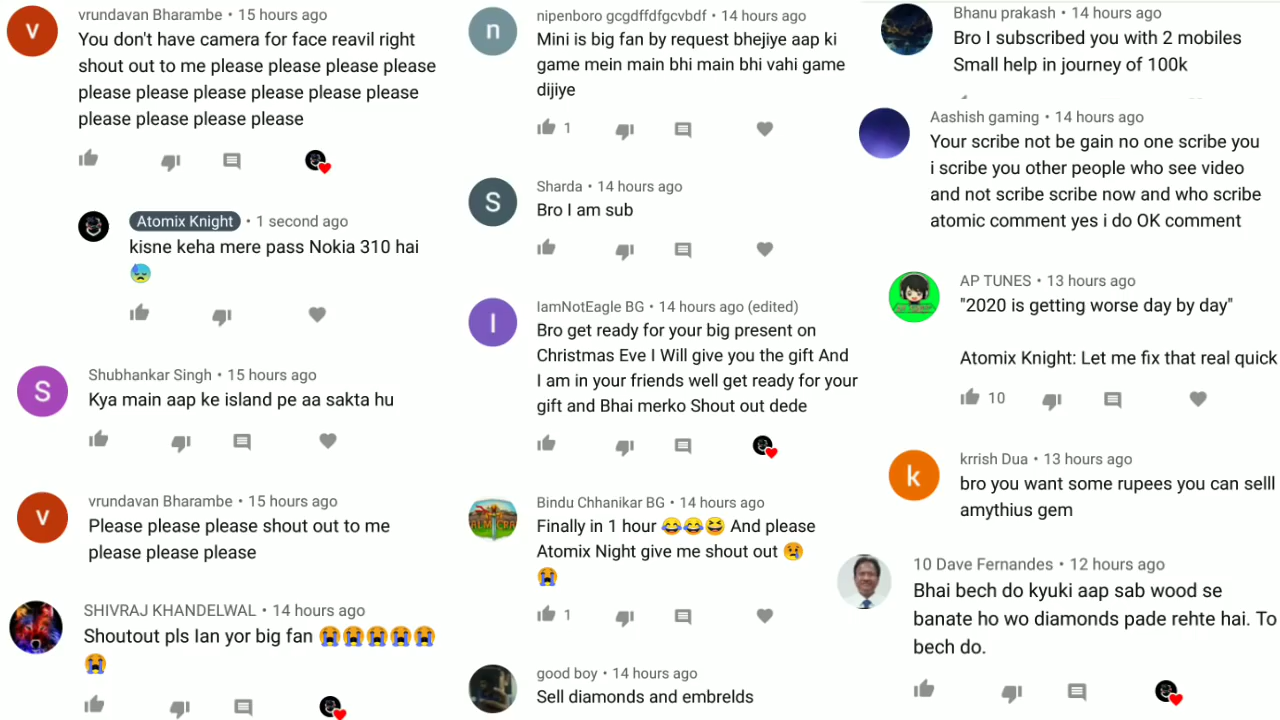 vrundavan Bharambe • 15 hours ago
You don't have camera for face reavil right
shout out to me please please please please
please please please please please please
please please please please
Atomix Knight • 1 second ago
kisne keha mere pass Nokia 310 hai
😓
Shubhankar Singh • 15 hours ago
S
Kya main aap ke island pe aa sakta hu
vrundavan Bharambe • 15 hours ago
v
Please please please shout out to me
please please please
SHIVRAJ KHANDELWAL • 14 hours ago
Shoutout pls Ian yor big fan 😭😭😭😭😭
😭
nipenboro gcgdffdfgcvbdf • 14 hours ago
n
Mini is big fan by request bhejiye aap ki
game mein main bhi main bhi vahi game
dijiye
1
Sharda • 14 hours ago
S
Bro I am sub
IamNotEagle BG • 14 hours ago (edited)
I
Bro get ready for your big present on
Christmas Eve I Will give you the gift And
I am in your friends well get ready for your
gift and Bhai merko Shout out dede
Bindu Chhanikar BG • 14 hours ago
Finally in 1 hour 😂😂😆 And please
Atomix Night give me shout out 😢
😭
1
good boy • 14 hours ago
Sell diamonds and embrelds
Bhanu prakash • 14 hours ago
Bro I subscribed you with 2 mobiles
Small help in journey of 100k
Aashish gaming • 14 hours ago
Your scribe not be gain no one scribe you
i scribe you other people who see video
and not scribe scribe now and who scribe
atomic comment yes i do OK comment
AP TUNES • 13 hours ago
"2020 is getting worse day by day"
Atomix Knight: Let me fix that real quick
10
krrish Dua • 13 hours ago
k
bro you want some rupees you can selll
amythius gem
10 Dave Fernandes • 12 hours ago
Bhai bech do kyuki aap sab wood se
banate ho wo diamonds pade rehte hai. To
bech do.